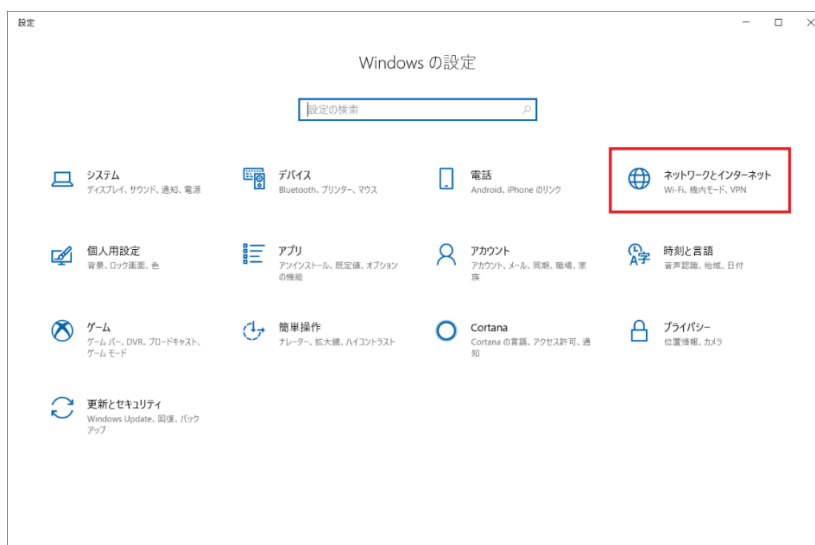 設定
Windows の設定
設定の検索
システム
ディスプレイ、サウンド、通知、電源
デバイス
Bluetooth、プリンター、マウス
電話
Android、iPhone のリンク
ネットワークとインターネット
Wi-Fi、機内モード、VPN
個人用設定
背景、ロック画面、色
アプリ
アンインストール、既定値、オプション
の機能
アカウント
アカウント、メール、同期、職場、家
族
時刻と言語
音声認識、地域、日付
ゲーム
ゲーム バー、DVR、ブロードキャスト、
ゲーム モード
簡単操作
ナレーター、拡大鏡、ハイコントラスト
Cortana
Cortana の言語、アクセス許可、通
知
プライバシー
位置情報、カメラ
更新とセキュリティ
Windows Update、回復、バック
アップ